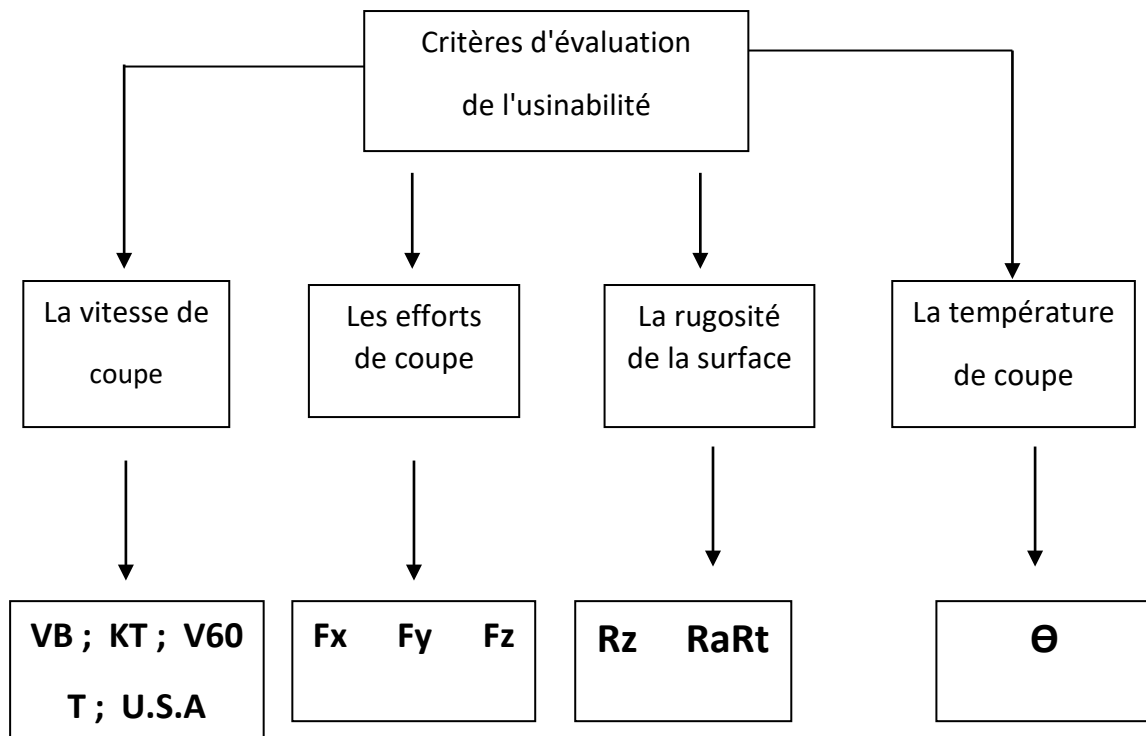 Critères d'évaluation
de l'usinabilité
La vitesse de
coupe
Les efforts
de coupe
La rugosité
de la surface
La température
de coupe
VB ; KT ; V60
T ; U.S.A
Fx Fy Fz
Rz RaRt
Ɵ